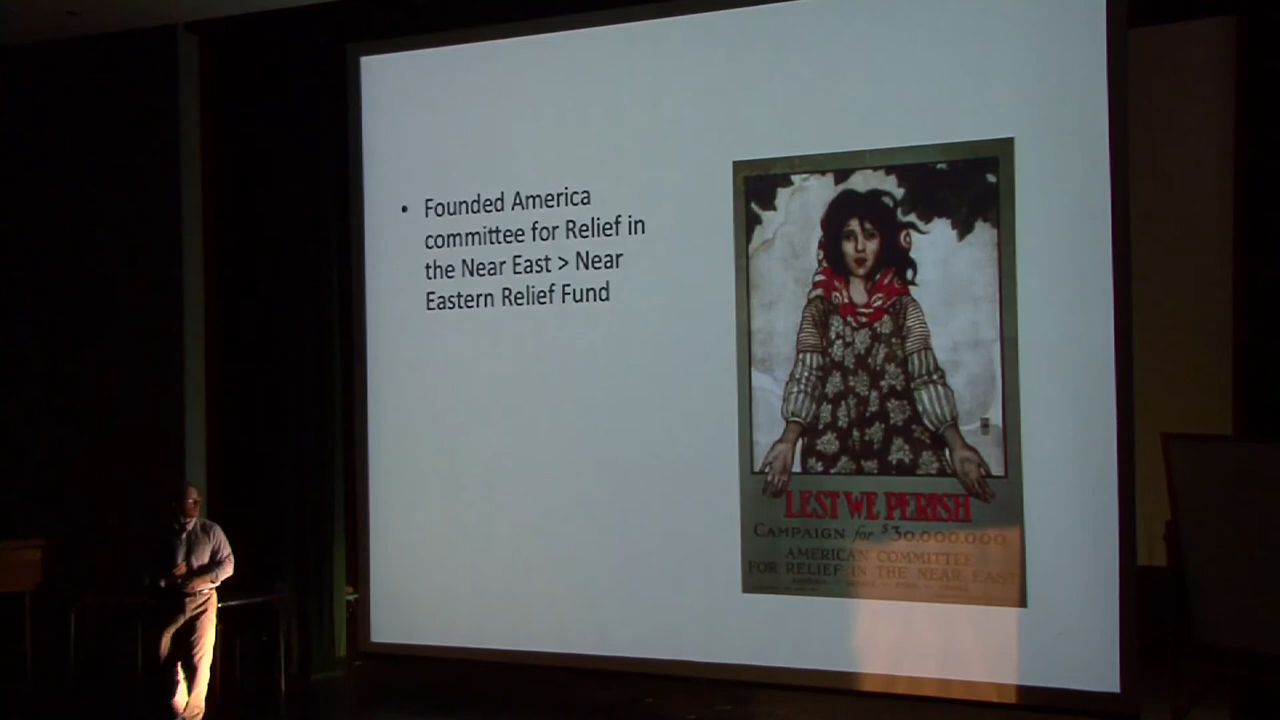 • Founded America
committee for Relief in
the Near East > Near
Eastern Relief Fund
LEST WE PERISH
CAMPAIGN for $30,000,000
AMERICAN COMMITTEE
FOR RELIEF IN THE NEAR EAST